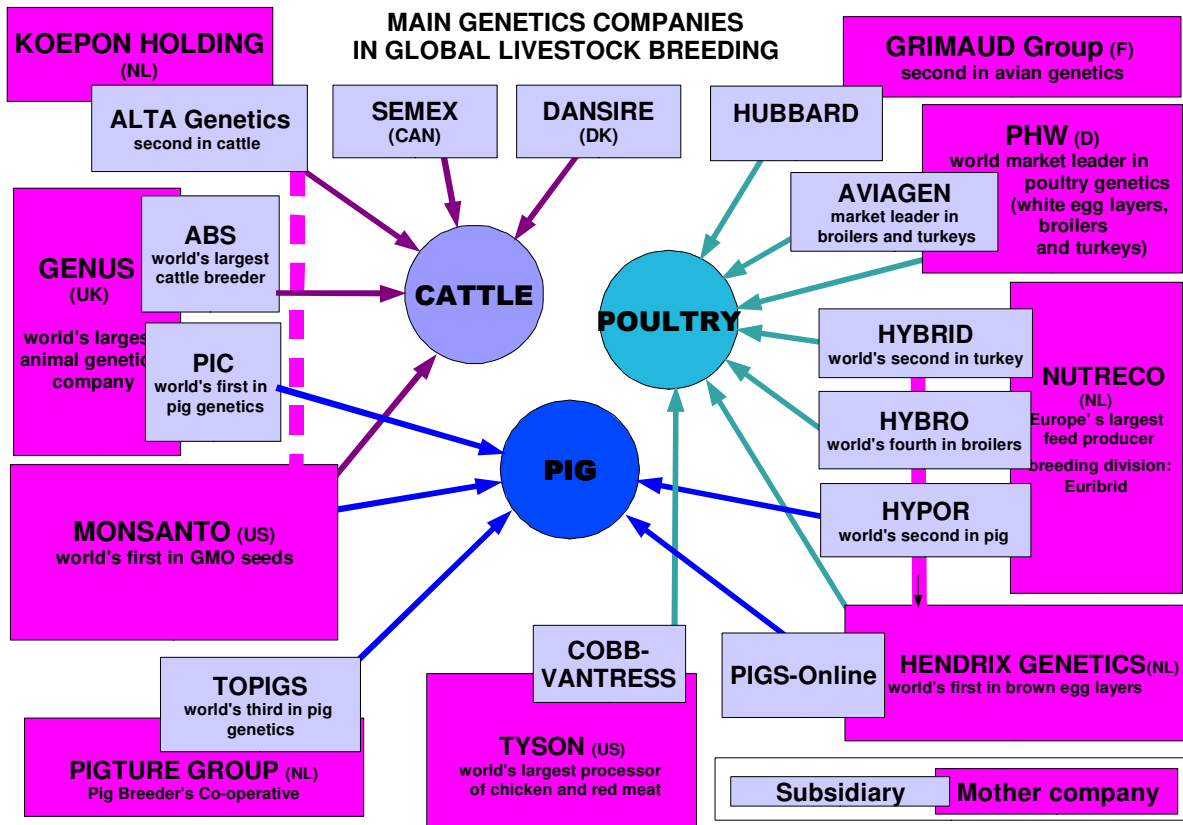 MAIN GENETICS COMPANIES
IN GLOBAL LIVESTOCK BREEDING
KOEPON HOLDING
(NL)
ALTA Genetics
second in cattle
SEMEX
(CAN)
DANSIRE
(DK)
HUBBARD
GRIMAUD Group (F)
second in avian genetics
PHW (D)
world market leader in
poultry genetics
(white egg layers,
broilers
and turkeys)
AVIAGEN
market leader in
broilers and turkeys
GENUS
(UK)
world's larges
animal genetic
company
ABS
world's largest
cattle breeder
PIC
world's first in
pig genetics
CATTLE
POULTRY
PIG
HYBRID
world's second in turkey
HYBRO
world's fourth in broilers
HYPOR
world's second in pig
NUTRECO
(NL)
Europe' s largest
feed producer
breeding division:
Euribrid
MONSANTO (US)
world's first in GMO seeds
TOPIGS
world's third in pig
genetics
PIGTURE GROUP (NL)
Pig Breeder's Co-operative
COBB-
VANTRESS
TYSON (US)
world's largest processor
of chicken and red meat
PIGS-Online
HENDRIX GENETICS(NL)
world's first in brown egg layers
Subsidiary
Mother company